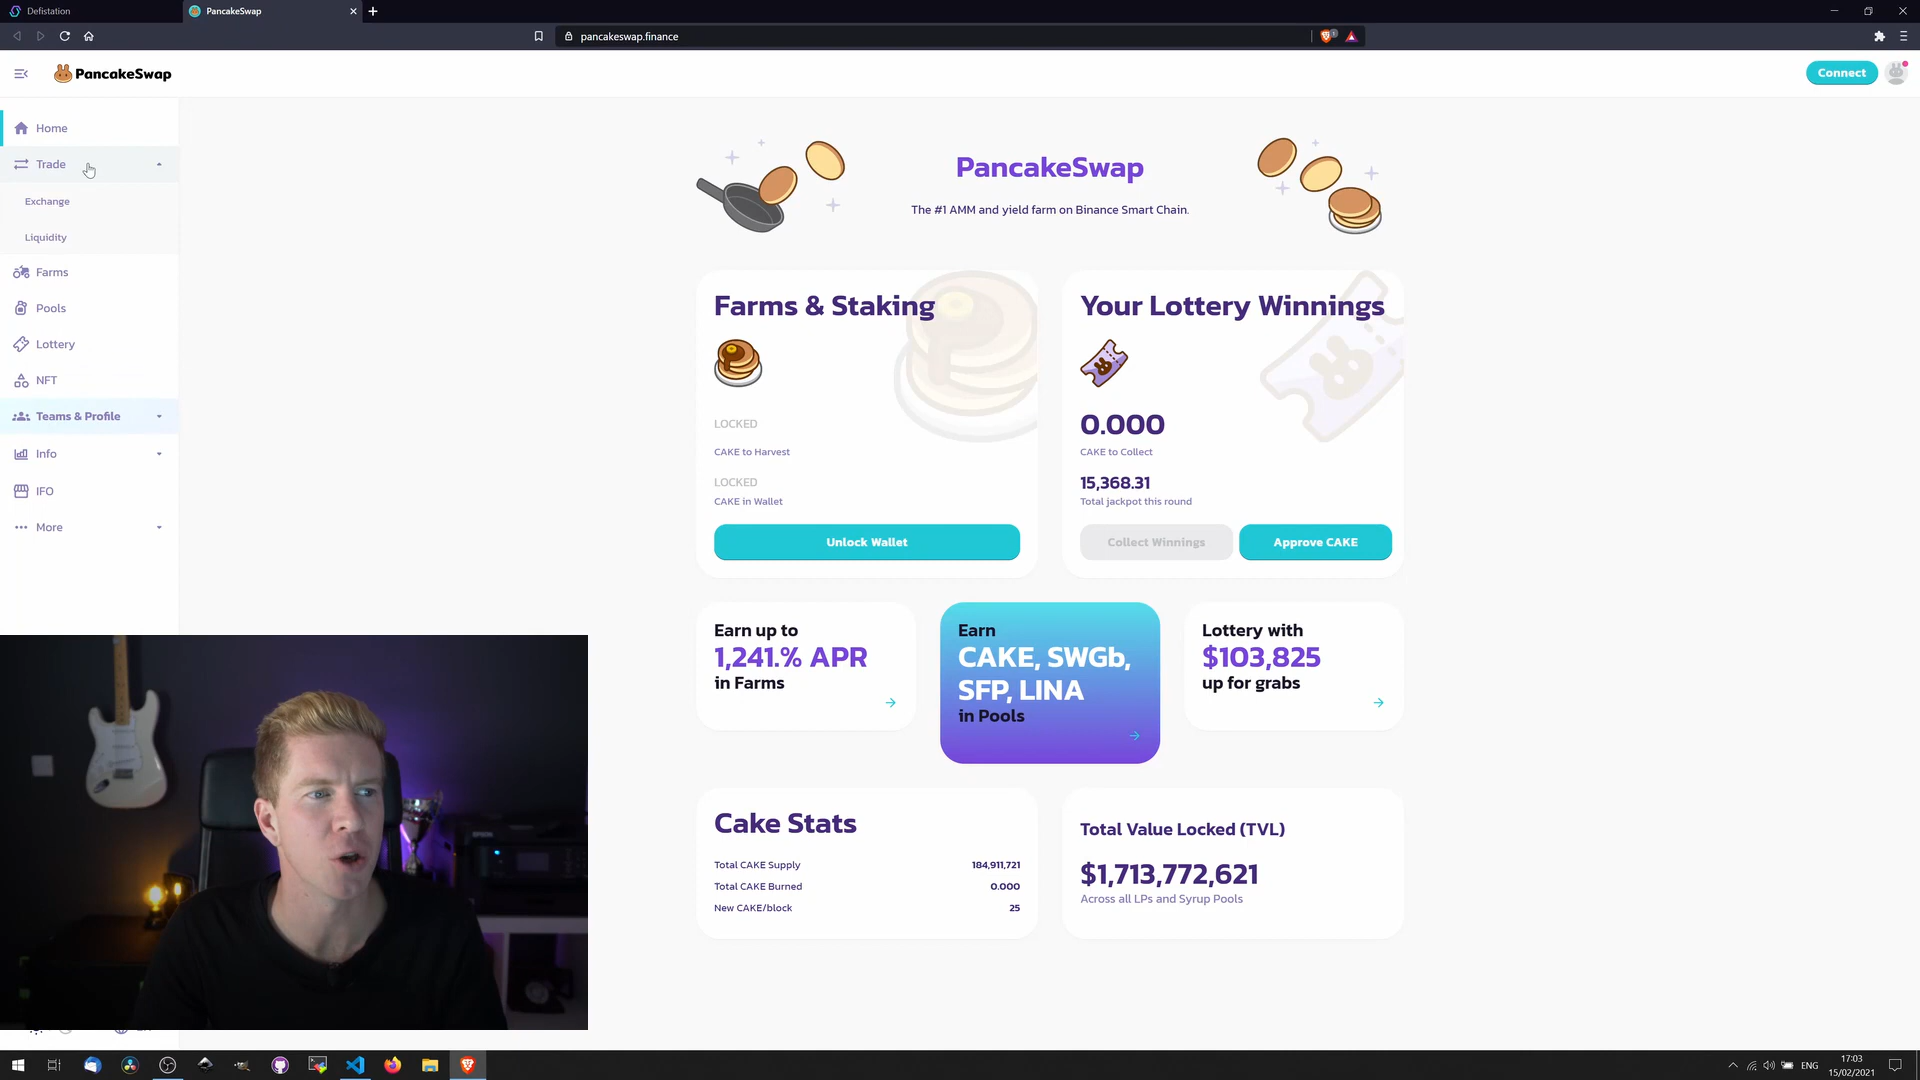 Defistation
PancakeSwap
pancakeswap.finance
1
PancakeSwap
Connect
Home
Trade
Exchange
Liquidity
Farms
Pools
Lottery
NFT
Teams & Profile
Info
IFO
More
PancakeSwap
The #1 AMM and yield farm on Binance Smart Chain.
Farms & Staking
LOCKED
CAKE to Harvest
LOCKED
CAKE in Wallet
Unlock Wallet
Your Lottery Winnings
0.000
CAKE to Collect
15,368.31
Total jackpot this round
Collect Winnings
Approve CAKE
Earn up to
1,241.% APR
in Farms
Earn
CAKE, SWGb,
SFP, LINA
in Pools
Lottery with
$103,825
up for grabs
Cake Stats
Total CAKE Supply 184,911,721
Total CAKE Burned 0.000
New CAKE/block 25
Total Value Locked (TVL)
$1,713,772,621
Across all LPs and Syrup Pools
EPSON
ENG
17:03
15/02/2021